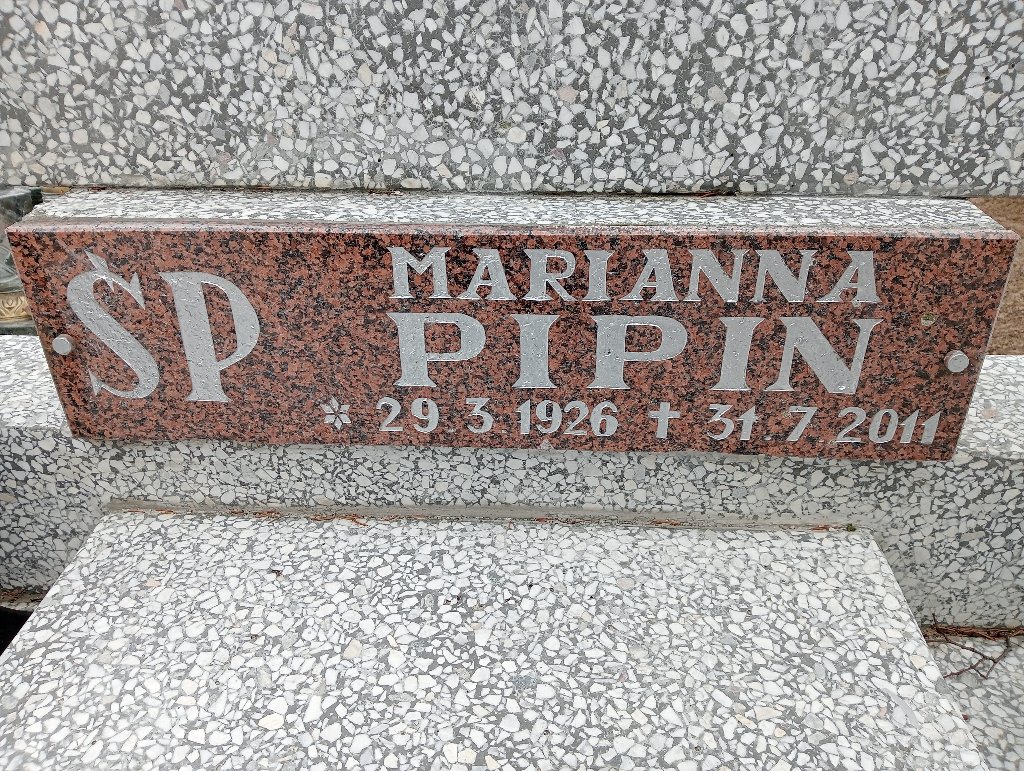 ŚP
MARIANNA
PIPIN
* 29.3.1926 ✝ 31.7.2011